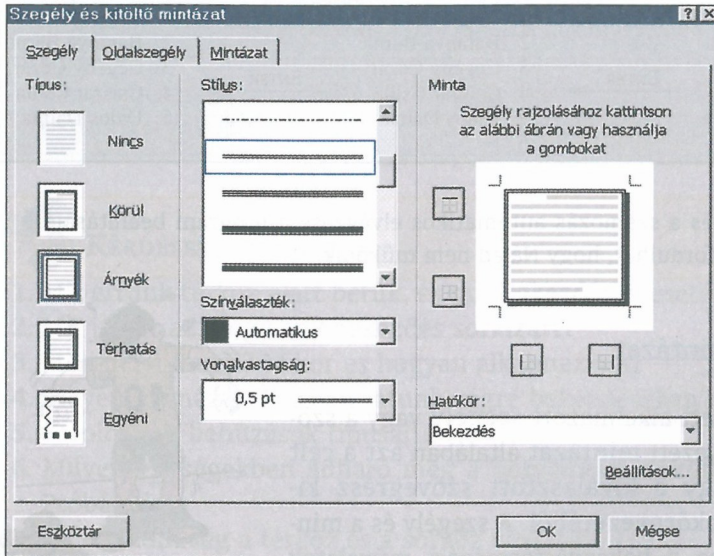 Szegély és kitöltő mintázat
Szegély
Oldalszegély
Mintázat
Típus:
Nincs
Körül
Árnyék
Térhatás
Egyéni
Stílus:
Színválaszték:
Automatikus
Vonalvastagság:
0,5 pt
Minta
Szegély rajzolásához kattintson
az alábbi ábrán vagy használja
a gombokat
Hatókör:
Bekezdés
Beállítások...
Eszköztár
OK
Mégse